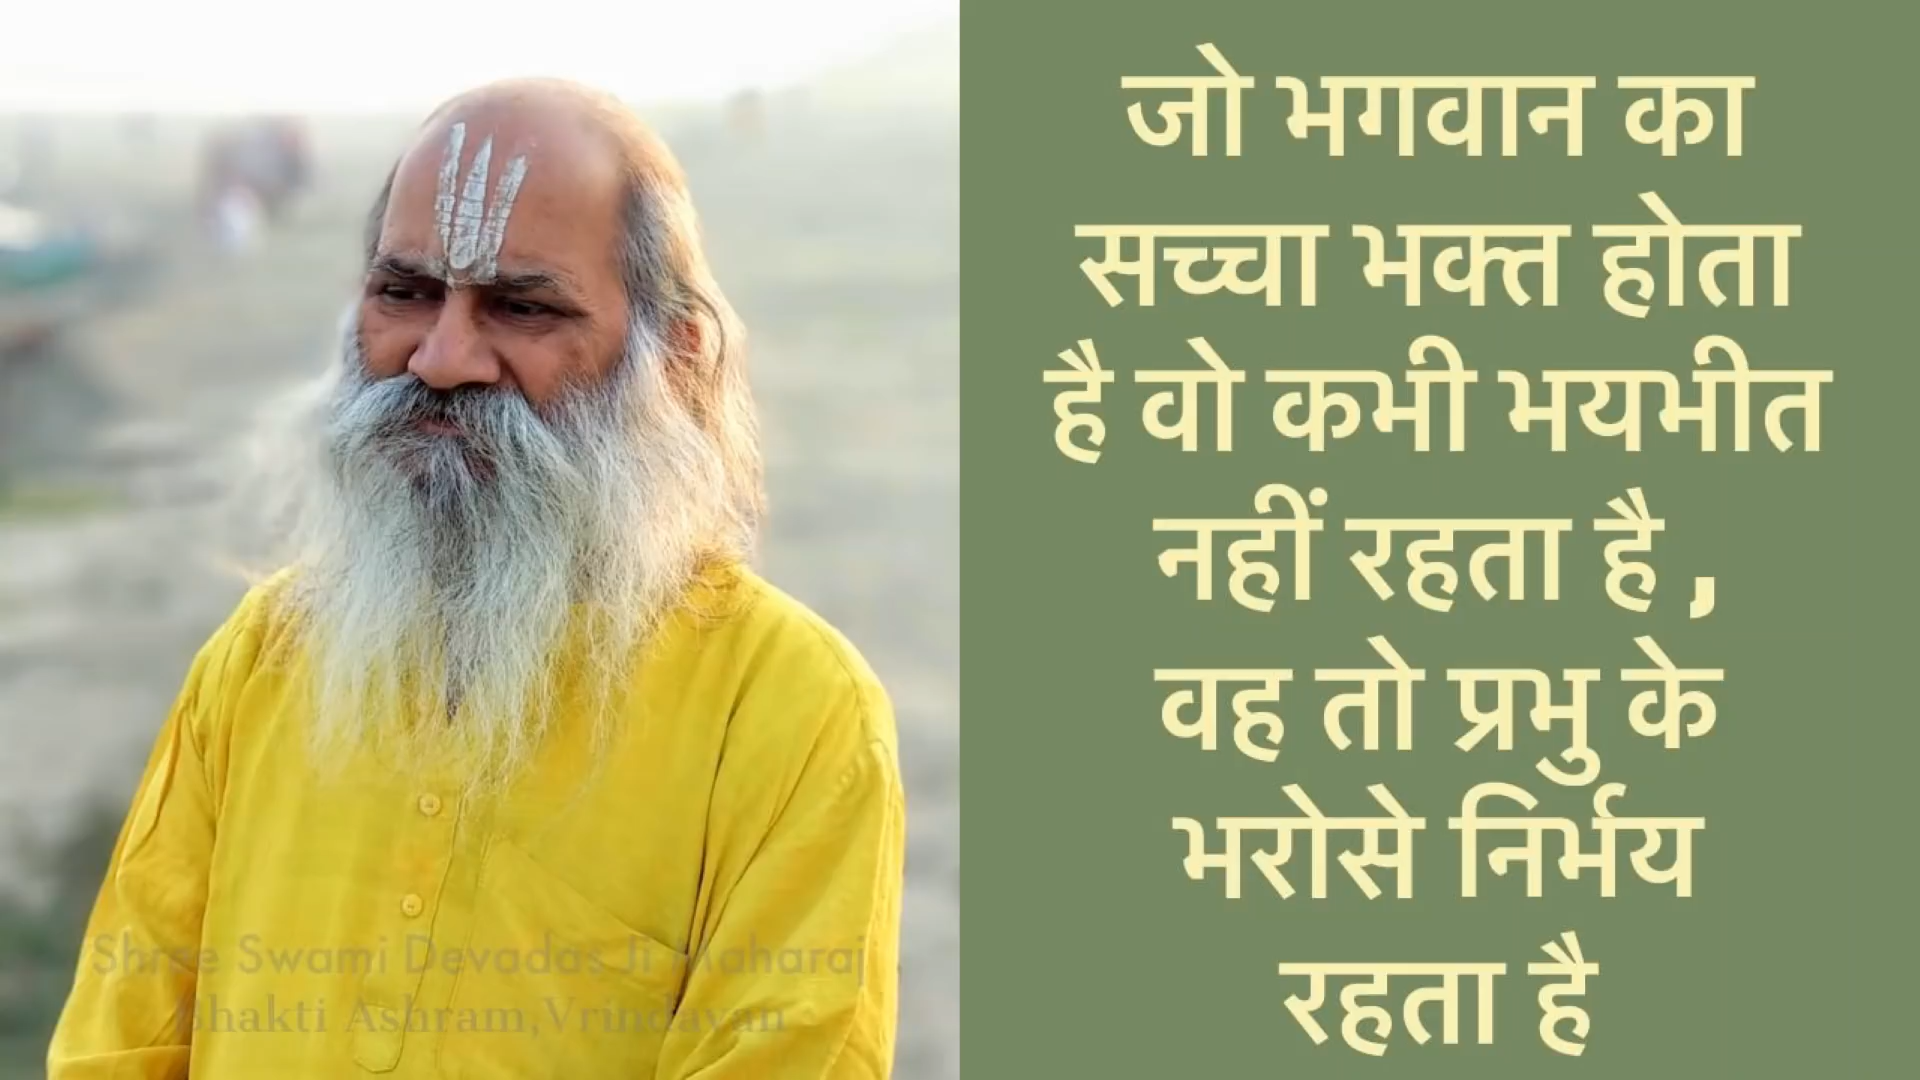 जो भगवान का
सच्चा भक्त होता
है वो कभी भयभीत
नहीं रहता है ,
वह तो प्रभु के
भरोसे निर्भय
रहता है
Shree Swami Devadas Ji Maharaj
Bhakti Ashram,Vrindavan